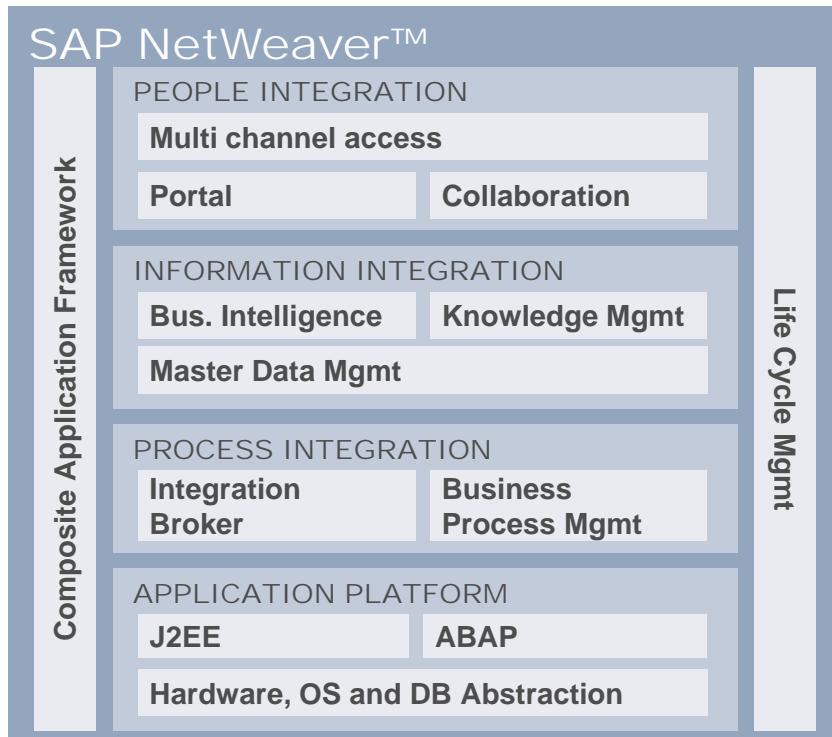 SAP NetWeaver™
Composite Application Framework
PEOPLE INTEGRATION
Multi channel access
Portal
Collaboration
INFORMATION INTEGRATION
Bus. Intelligence
Knowledge Mgmt
Master Data Mgmt
PROCESS INTEGRATION
Integration
Broker
Business
Process Mgmt
APPLICATION PLATFORM
J2EE
ABAP
Hardware, OS and DB Abstraction
Life Cycle Mgmt